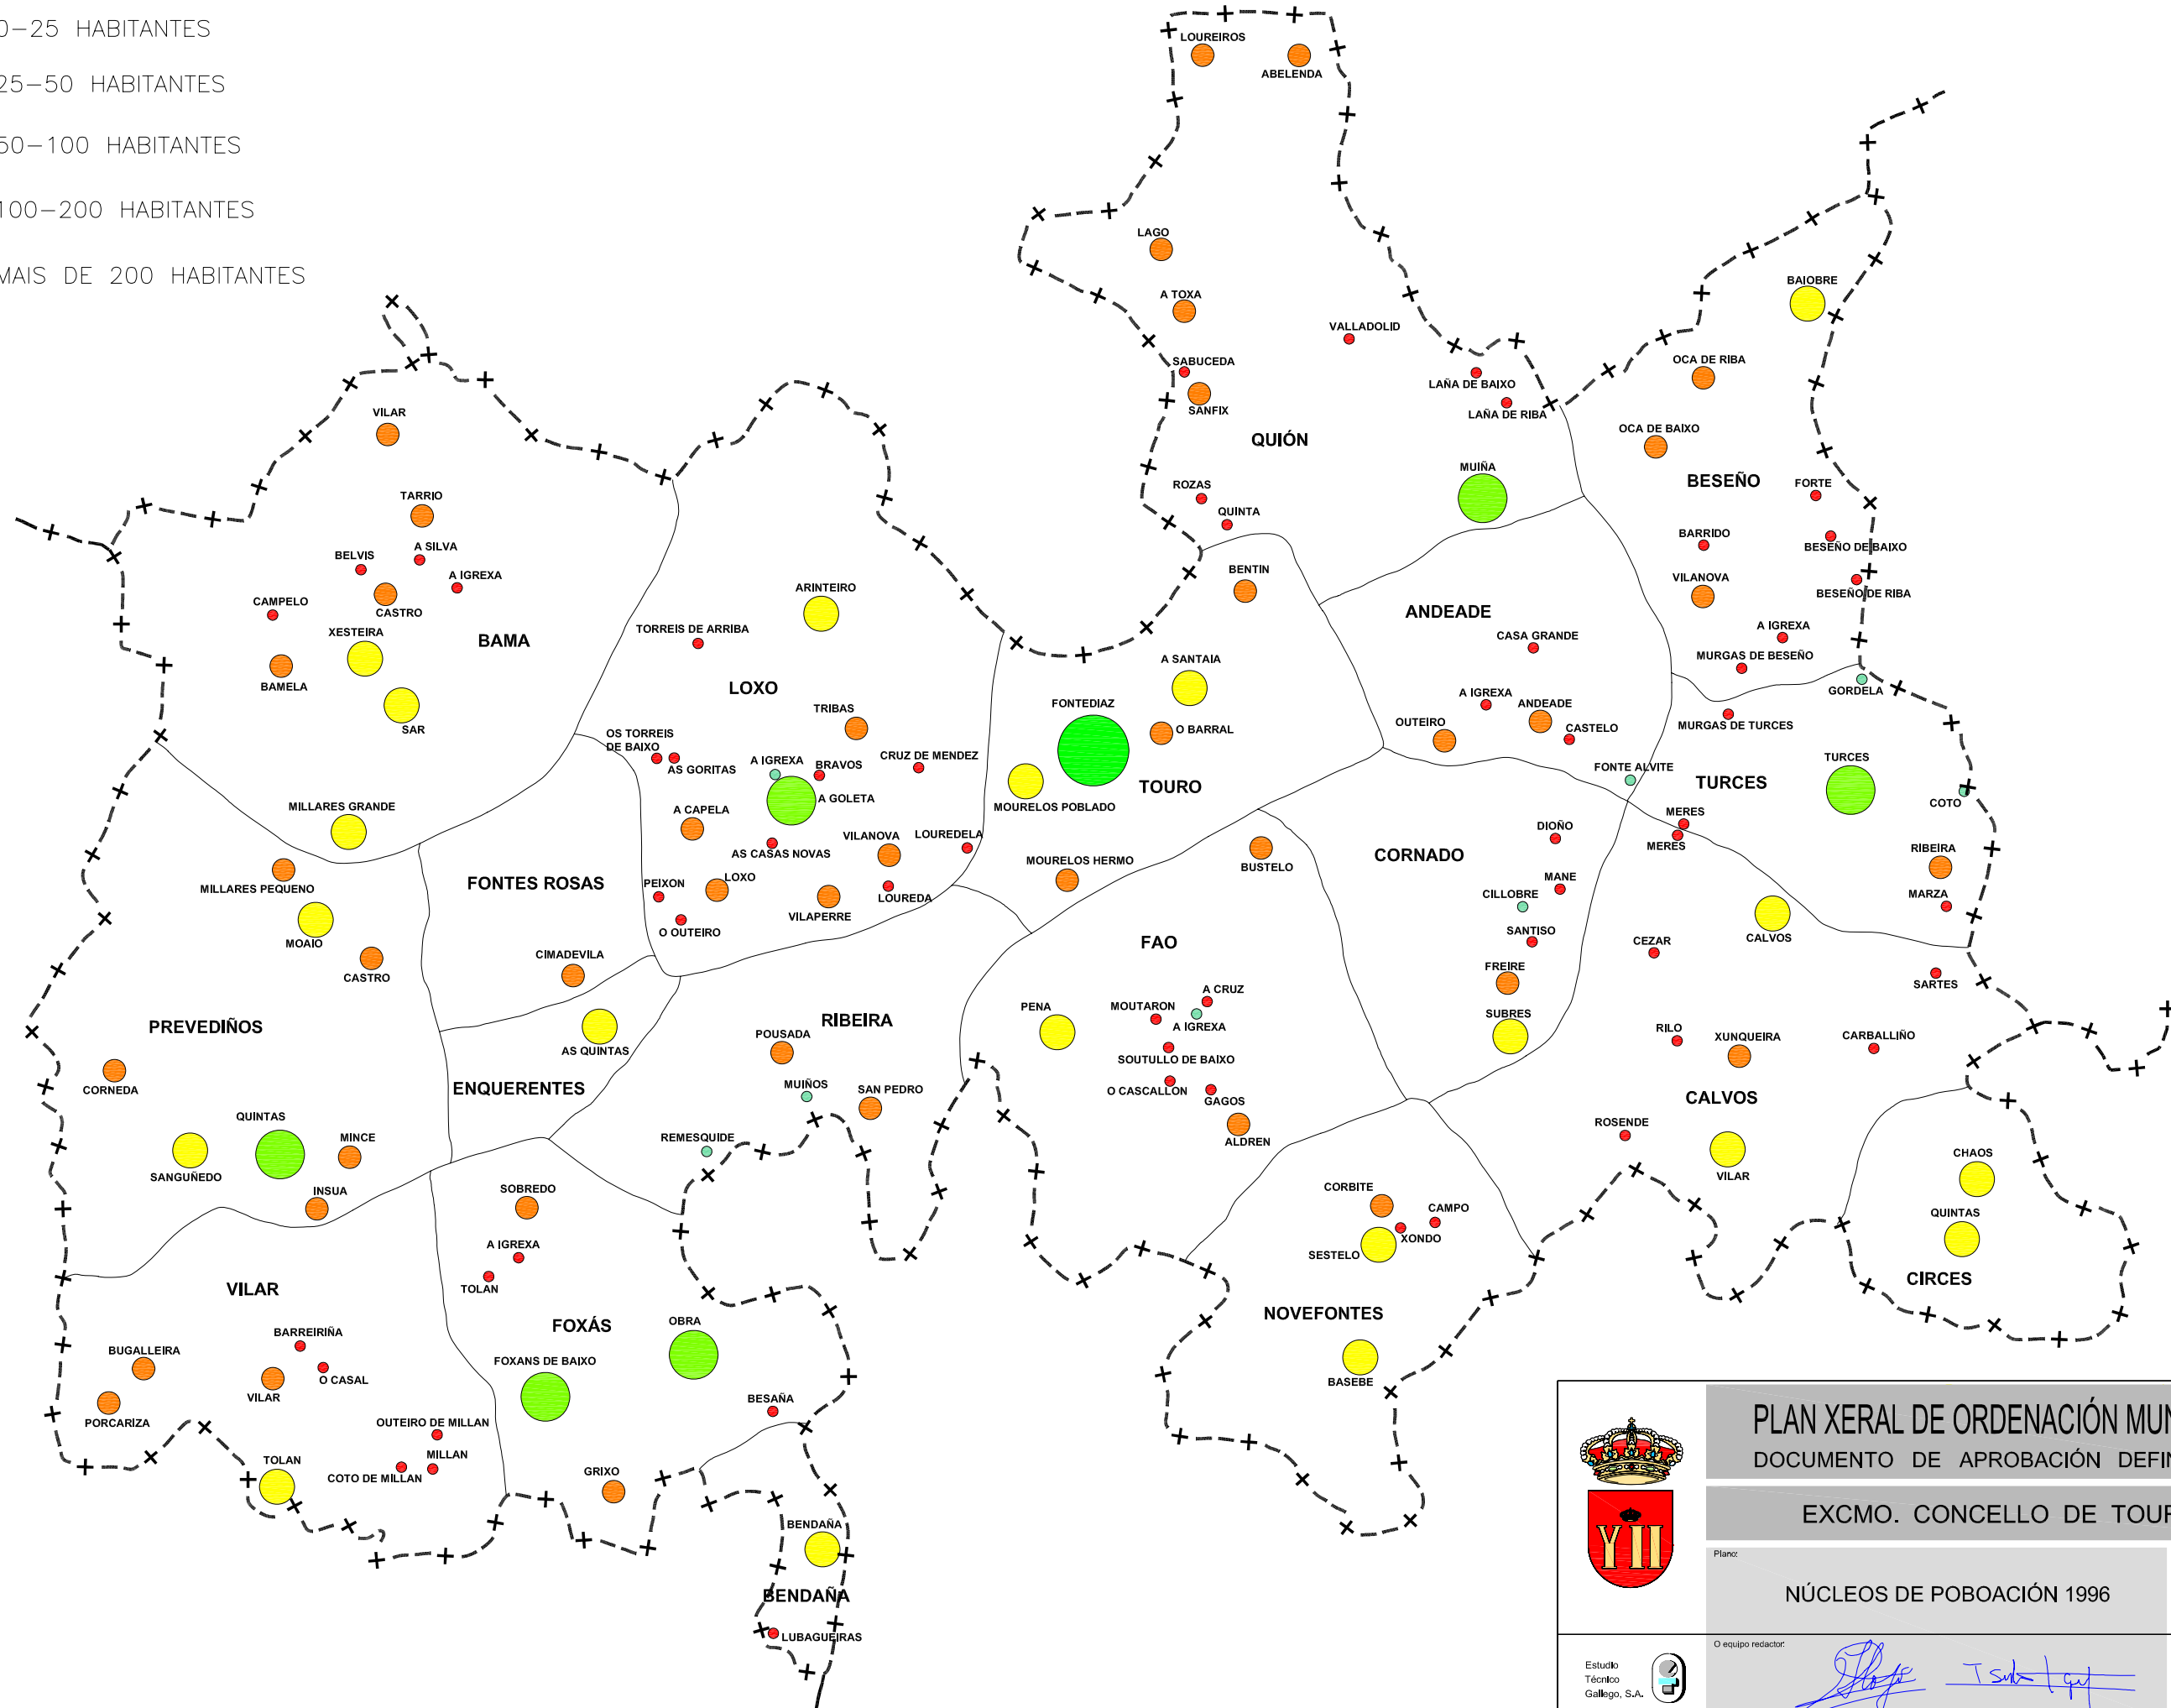 0-25 HABITANTES
25-50 HABITANTES
50-100 HABITANTES
100-200 HABITANTES
MAIS DE 200 HABITANTES
LOUREIROS
ABELENDA
LAGO
A TOXA
SABUCEDA
SANFIX
VALLADOLID
LAÑA DE BAIXO
LAÑA DE RIBA
QUIÓN
MUIÑA
ROZAS
QUINTA
BAIOBRE
OCA DE RIBA
OCA DE BAIXO
BESEÑO
FORTE
BARRIDO
BESEÑO DE BAIXO
VILANOVA
BESEÑO DE RIBA
A IGREXA
MURGAS DE BESEÑO
VILAR
TARRIO
A SILVA
BELVIS
A IGREXA
CASTRO
CAMPELO
XESTEIRA
BAMA
BAMELA
SAR
MILLARES GRANDE
ARINTEIRO
TORREIS DE ARRIBA
LOXO
TRIBAS
OS TORREIS
DE BAIXO
AS GORITAS
A IGREXA
BRAVOS
CRUZ DE MENDEZ
A GOLETA
A CAPELA
AS CASAS NOVAS
VILANOVA
LOUREDELA
PEIXON
LOXO
LOUREDA
VILAPERRE
O OUTEIRO
BENTIN
A SANTAIA
FONTEDIAZ
O BARRAL
TOURO
MOURELOS POBLADO
MOURELOS HERMO
BUSTELO
ANDEADE
CASA GRANDE
A IGREXA
ANDEADE
OUTEIRO
CASTELO
GORDELA
MURGAS DE TURCES
FONTE ALVITE
TURCES
TURCES
COTO
MERES
MERES
RIBEIRA
MARZA
CORNADO
DIOÑO
MANE
CILLOBRE
SANTISO
FREIRE
SUBRES
CALVOS
CEZAR
SARTES
RILO
XUNQUEIRA
CARBALLIÑO
CALVOS
ROSENDE
VILAR
CHAOS
QUINTAS
CIRCES
MILLARES PEQUENO
MOAIO
CASTRO
PREVEDIÑOS
CORNEDA
QUINTAS
MINCE
SANGUÑEDO
INSUA
FONTES ROSAS
CIMADEVILA
AS QUINTAS
ENQUERENTES
RIBEIRA
POUSADA
MUIÑOS
SAN PEDRO
REMESQUIDE
FAO
PENA
A CRUZ
MOUTARON
A IGREXA
SOUTULLO DE BAIXO
O CASCALLON
GAGOS
ALDREN
CORBITE
CAMPO
XONDO
SESTELO
NOVEFONTES
BASEBE
SOBREDO
A IGREXA
TOLAN
FOXÁS
OBRA
FOXANS DE BAIXO
BESAÑA
GRIXO
VILAR
BARREIRIÑA
BUGALLEIRA
O CASAL
VILAR
PORCARIZA
OUTEIRO DE MILLAN
MILLAN
COTO DE MILLAN
TOLAN
BENDAÑA
BENDAÑA
LUBAGUEIRAS
PLAN XERAL DE ORDENACIÓN MUN
DOCUMENTO DE APROBACIÓN DEFIN
EXCMO. CONCELLO DE TOUR
Plano:
NÚCLEOS DE POBOACIÓN 1996
O equipo redactor:
Estudio
Técnico
Gallego, S.A.